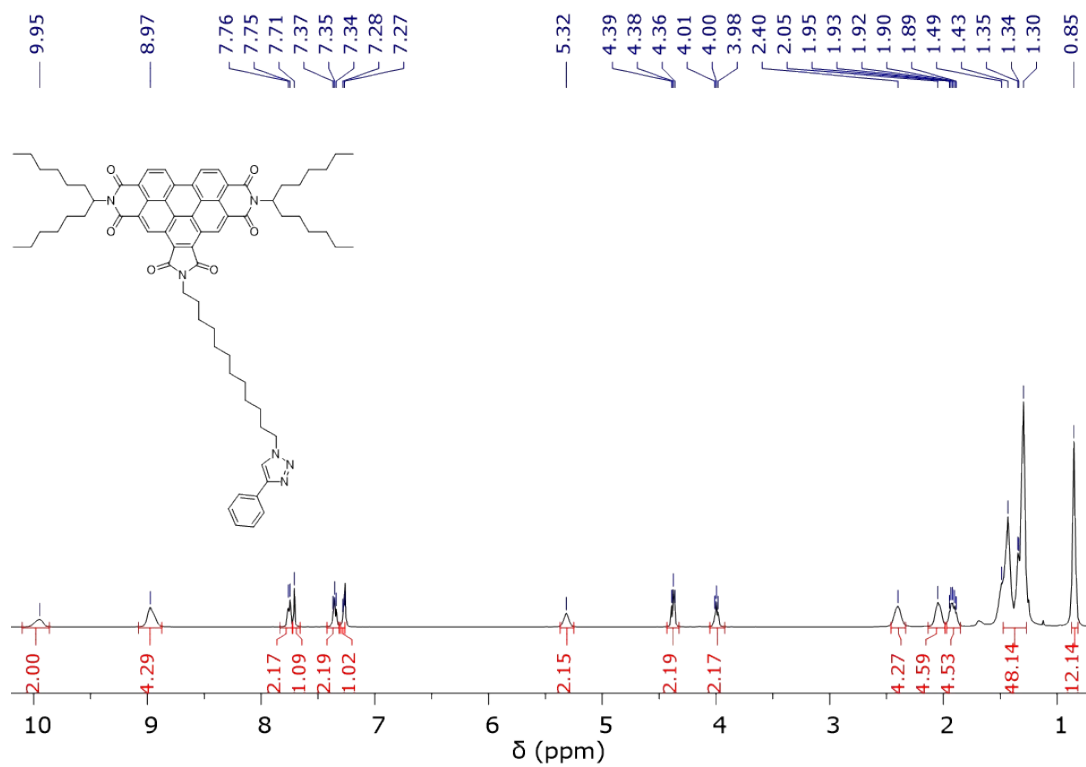 9.95 8.97 7.76 7.75 7.71 7.37 7.35 7.34 7.28 7.27 5.32 4.39 4.38 4.36 4.01 4.00 3.98 2.40 2.05 1.95 1.93 1.92 1.90 1.89 1.49 1.43 1.35 1.34 1.30 0.85
O O
N N
O O
O N O
N N
N
2.00 4.29 2.17 1.09 2.19 1.02 2.15 2.19 2.17 4.27 4.59 4.53 48.14 12.14
10 9 8 7 6 5 4 3 2 1
δ (ppm)